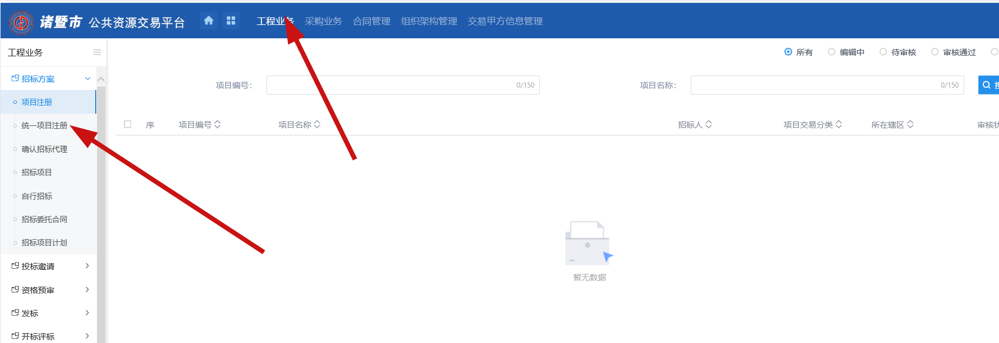 诸暨市 公共资源交易平台 工程业务 采购业务 合同管理 组织架构管理 交易甲方信息管理
工程业务
所有 编辑中 待审核 审核通过
招标方案
项目编号： 0/150 项目名称： 0/150
项目注册
序 项目编号 项目名称 招标人 项目交易分类 所在辖区 审核状
统一项目注册
确认招标代理
招标项目
自行招标
招标委托合同
招标项目计划
投标邀请
暂无数据
资格预审
发标
开标评标